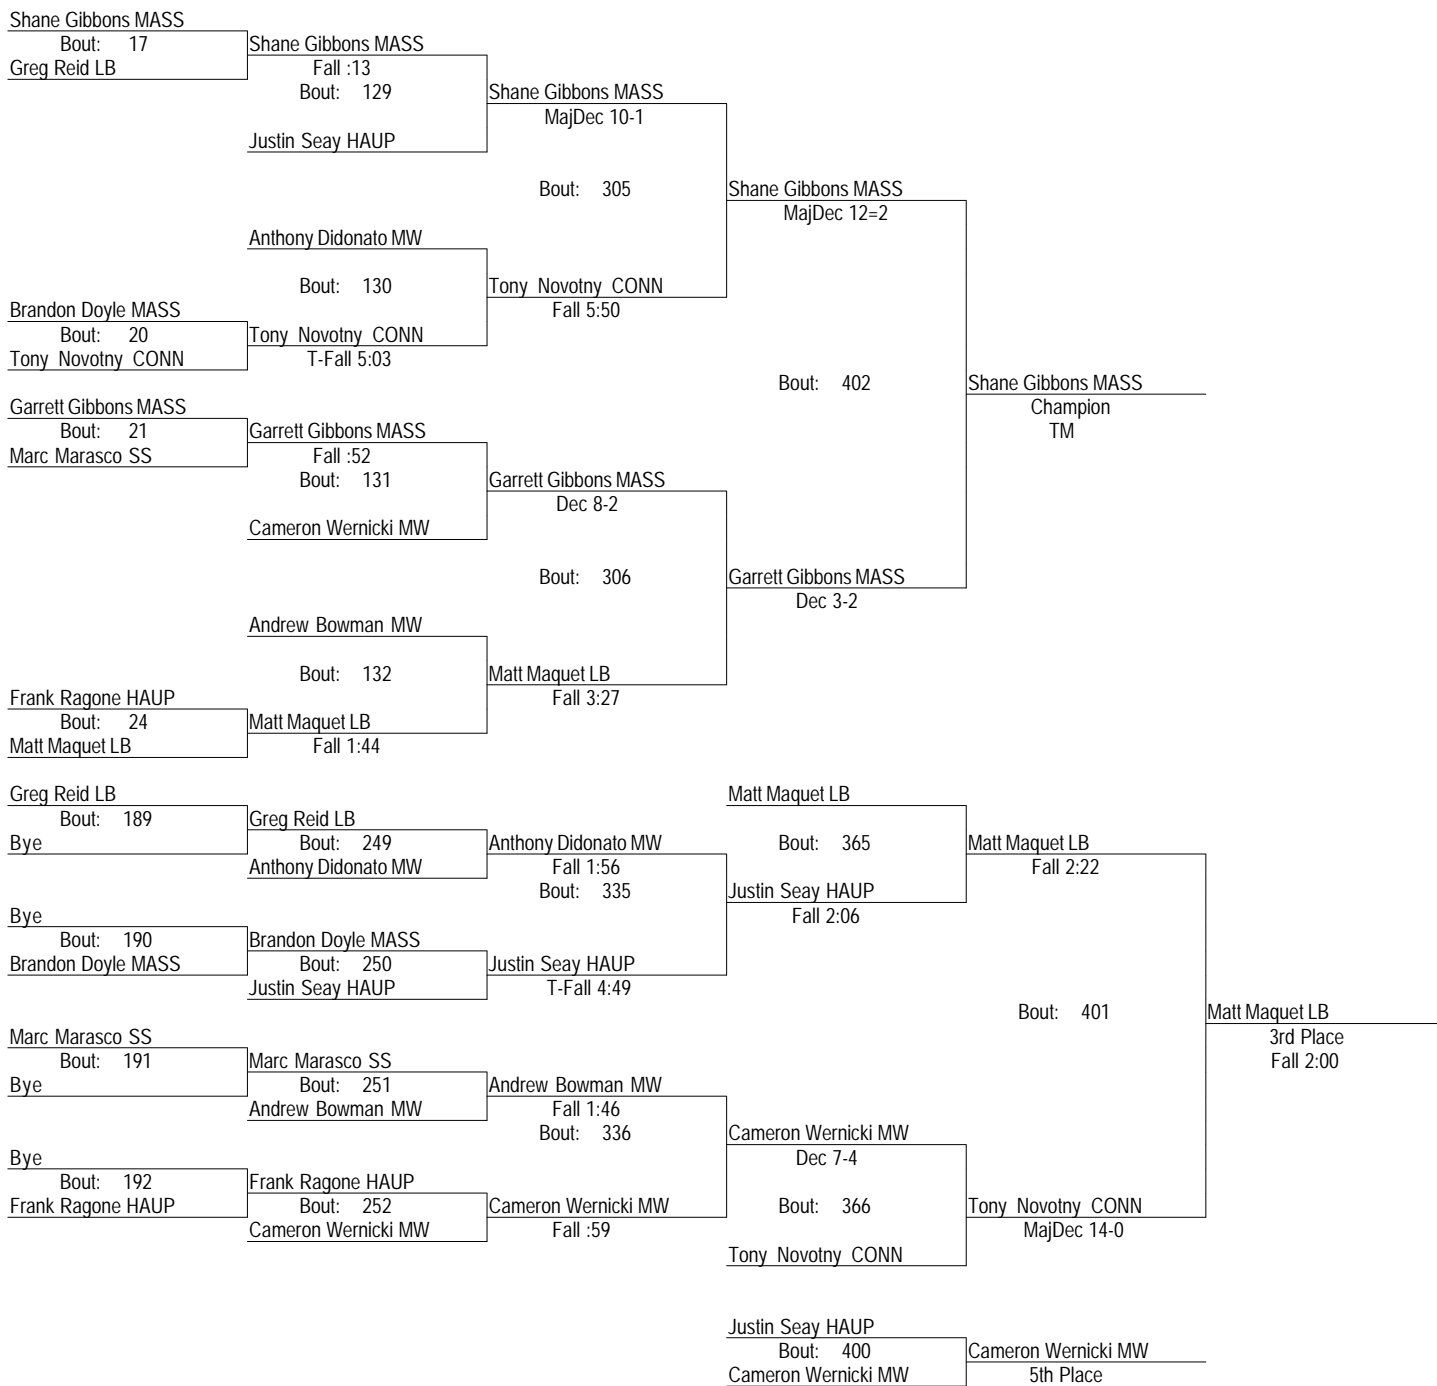 Shane Gibbons MASS
Bout: 17 Shane Gibbons MASS
Greg Reid LB Fall :13
Bout: 129 Shane Gibbons MASS
MajDec 10-1
Justin Seay HAUP
Bout: 305 Shane Gibbons MASS
MajDec 12=2
Anthony Didonato MW
Bout: 130 Tony Novotny CONN
Brandon Doyle MASS Fall 5:50
Bout: 20 Tony Novotny CONN
Tony Novotny CONN T-Fall 5:03
Bout: 402 Shane Gibbons MASS
Garrett Gibbons MASS Champion
Bout: 21 Garrett Gibbons MASS TM
Marc Marasco SS Fall :52
Bout: 131 Garrett Gibbons MASS
Dec 8-2
Cameron Wernicki MW
Bout: 306 Garrett Gibbons MASS
Dec 3-2
Andrew Bowman MW
Bout: 132 Matt Maquet LB
Frank Ragone HAUP Fall 3:27
Bout: 24 Matt Maquet LB
Matt Maquet LB Fall 1:44
Greg Reid LB Matt Maquet LB
Bout: 189 Greg Reid LB
Bye Bout: 249 Anthony Didonato MW Bout: 365 Matt Maquet LB
Anthony Didonato MW Fall 1:56 Fall 2:22
Bout: 335 Justin Seay HAUP
Bye Fall 2:06
Bout: 190 Brandon Doyle MASS
Brandon Doyle MASS Bout: 250 Justin Seay HAUP
Justin Seay HAUP T-Fall 4:49
Bout: 401 Matt Maquet LB
Marc Marasco SS 3rd Place
Bout: 191 Marc Marasco SS Fall 2:00
Bye Bout: 251 Andrew Bowman MW
Andrew Bowman MW Fall 1:46
Bout: 336 Cameron Wernicki MW
Bye Dec 7-4
Bout: 192 Frank Ragone HAUP
Frank Ragone HAUP Bout: 252 Cameron Wernicki MW Bout: 366 Tony Novotny CONN
Cameron Wernicki MW Fall :59 MajDec 14-0
Tony Novotny CONN
Justin Seay HAUP
Bout: 400 Cameron Wernicki MW
Cameron Wernicki MW 5th Place